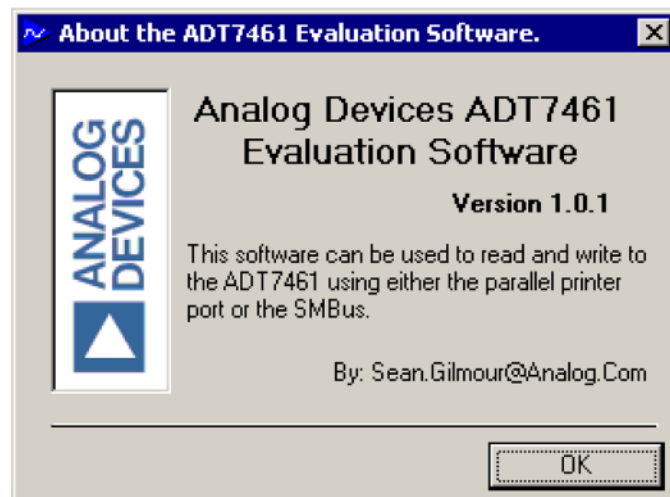 About the ADT7461 Evaluation Software.
ANALOG
DEVICES
Analog Devices ADT7461
Evaluation Software
Version 1.0.1
This software can be used to read and write to
the ADT7461 using either the parallel printer
port or the SMBus.
By: Sean.Gilmour@Analog.Com
OK